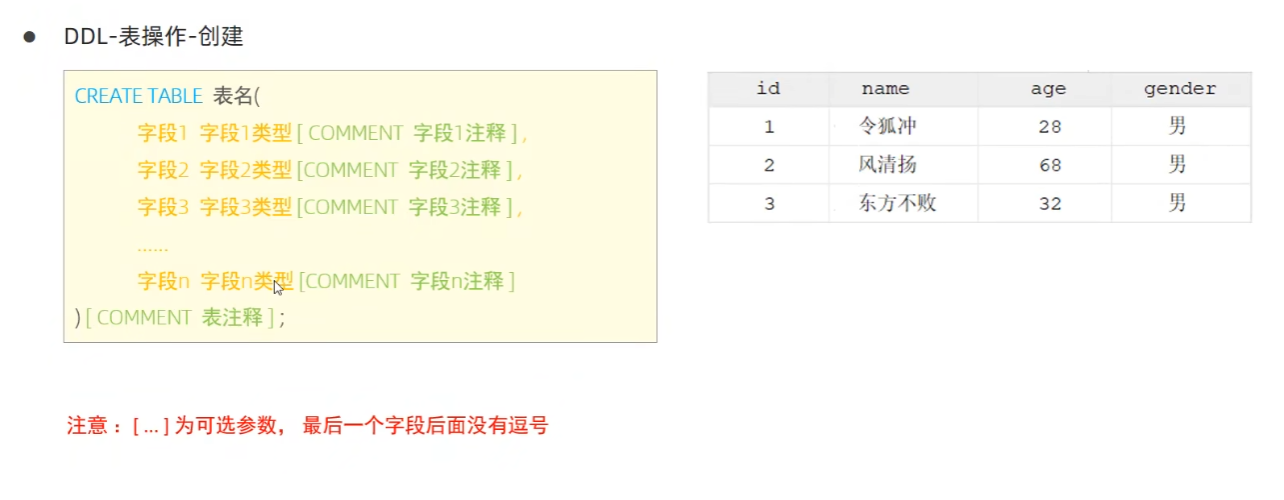 DDL-表操作-创建
CREATE TABLE 表名(
字段1 字段1类型 [ COMMENT 字段1注释 ] ,
字段2 字段2类型 [COMMENT 字段2注释 ] ,
字段3 字段3类型 [COMMENT 字段3注释 ] ,
......
字段n 字段n类型 [COMMENT 字段n注释 ]
) [ COMMENT 表注释 ] ;
id name age gender
1 令狐冲 28 男
2 风清扬 68 男
3 东方不败 32 男
注意：[ ... ] 为可选参数， 最后一个字段后面没有逗号